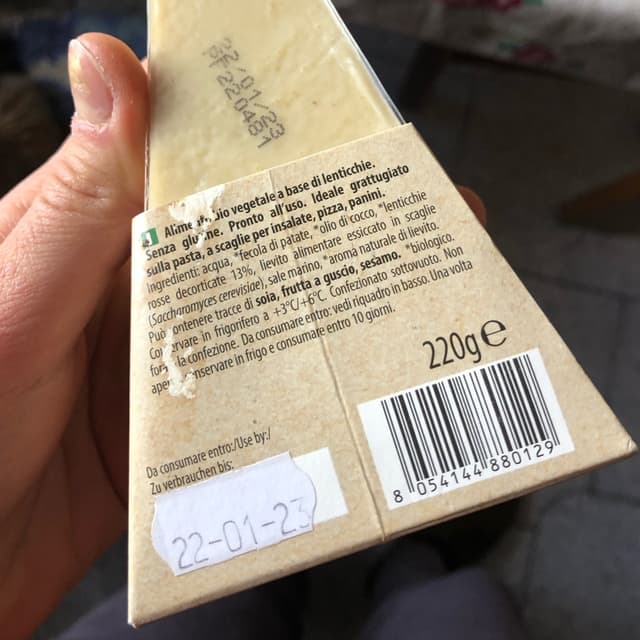 22/01/23
PF220487
Alimento bio vegetale a base di lenticchie.
Senza glutine. Pronto all'uso. Ideale grattugiato
sulla pasta, a scaglie per insalate, pizza, panini.
Ingredienti: acqua, *fecola di patate, *olio di cocco, *lenticchie
rosse decorticate 13%, lievito alimentare essiccato in scaglie
(Saccharomyces cerevisiae), sale marino, *aroma naturale di lievito.
Può contenere tracce di soia, frutta a guscio, sesamo. *biologico.
Conservare in frigorifero a +3°C/+6°C. Confezionato sottovuoto. Non
la confezione. Da consumare entro: vedi riquadro in basso. Una volta
conservare in frigo e consumare entro 10 giorni.
220g e
Da consumare entro:/Use by:/
Zu verbrauchen bis:
22-01-23
8 054144 880129